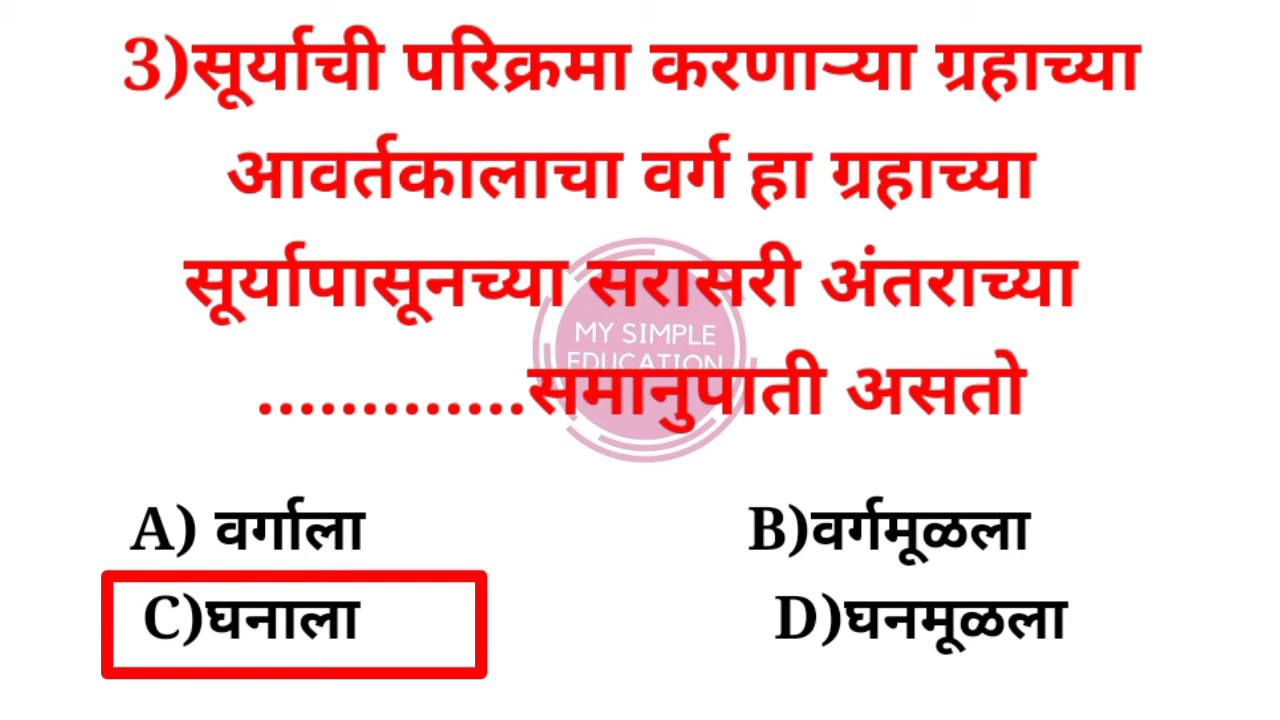 3)सूर्याची परिक्रमा करणाऱ्या ग्रहाच्या
आवर्तकालाचा वर्ग हा ग्रहाच्या
सूर्यापासूनच्या सरासरी अंतराच्या
MY SIMPLE
EDUCATION
.............समानुपाती असतो
A) वर्गाला
B)वर्गमूळला
C)घनाला
D)घनमूळला